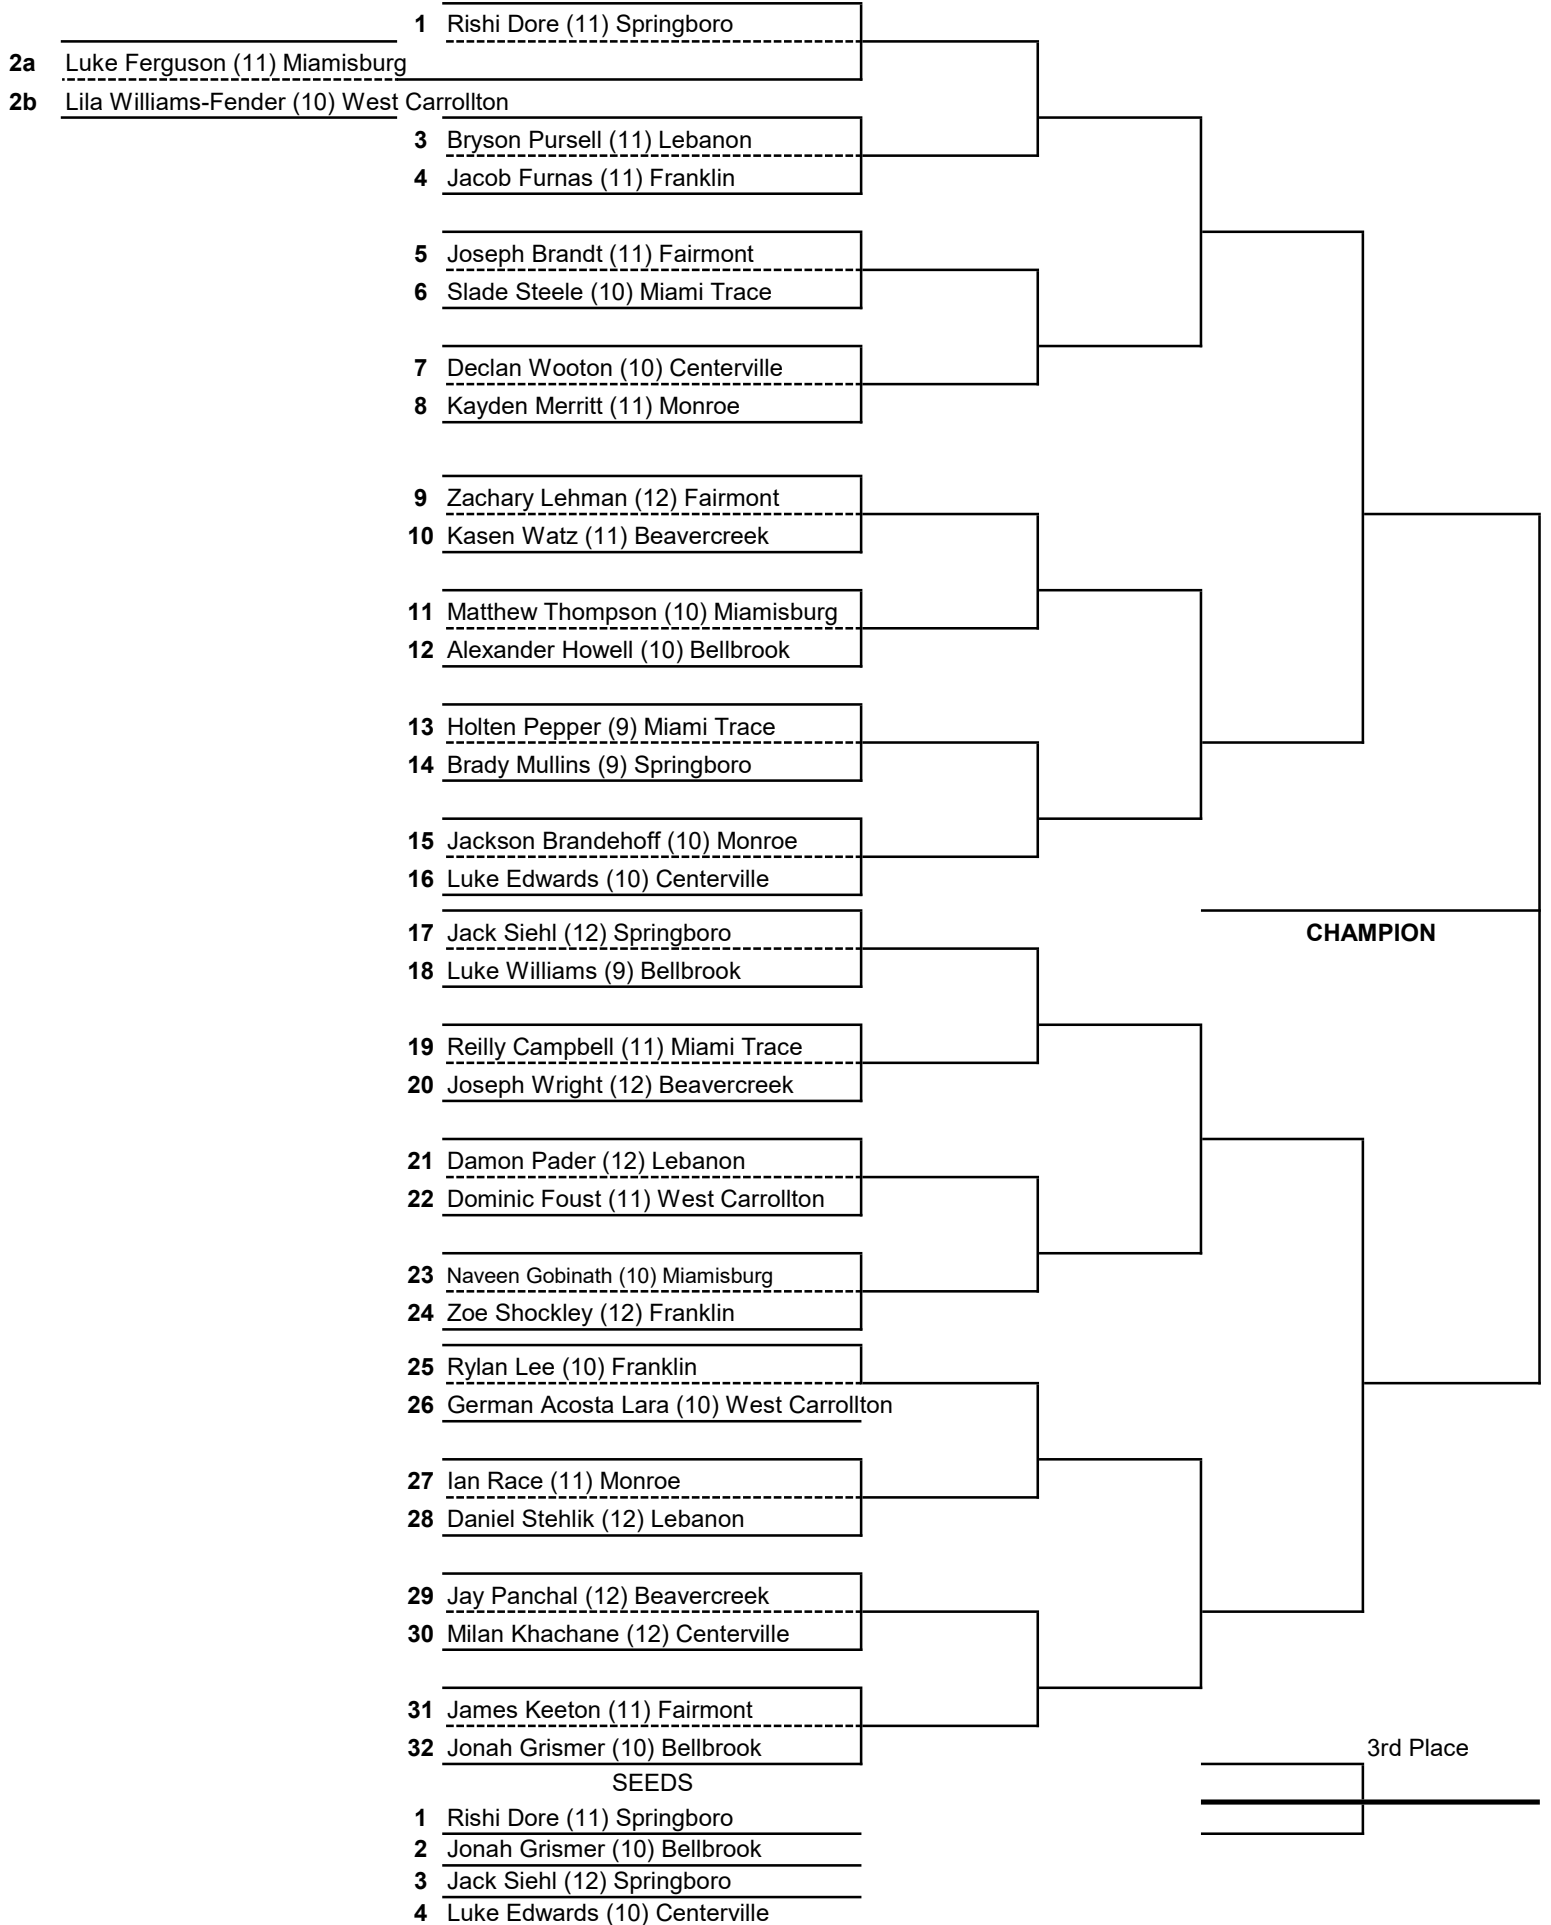 1 Rishi Dore (11) Springboro
2a Luke Ferguson (11) Miamisburg
2b Lila Williams-Fender (10) West Carrollton
3 Bryson Pursell (11) Lebanon
4 Jacob Furnas (11) Franklin
5 Joseph Brandt (11) Fairmont
6 Slade Steele (10) Miami Trace
7 Declan Wooton (10) Centerville
8 Kayden Merritt (11) Monroe
9 Zachary Lehman (12) Fairmont
10 Kasen Watz (11) Beavercreek
11 Matthew Thompson (10) Miamisburg
12 Alexander Howell (10) Bellbrook
13 Holten Pepper (9) Miami Trace
14 Brady Mullins (9) Springboro
15 Jackson Brandehoff (10) Monroe
16 Luke Edwards (10) Centerville
17 Jack Siehl (12) Springboro
CHAMPION
18 Luke Williams (9) Bellbrook
19 Reilly Campbell (11) Miami Trace
20 Joseph Wright (12) Beavercreek
21 Damon Pader (12) Lebanon
22 Dominic Foust (11) West Carrollton
23 Naveen Gobinath (10) Miamisburg
24 Zoe Shockley (12) Franklin
25 Rylan Lee (10) Franklin
26 German Acosta Lara (10) West Carrollton
27 Ian Race (11) Monroe
28 Daniel Stehlik (12) Lebanon
29 Jay Panchal (12) Beavercreek
30 Milan Khachane (12) Centerville
31 James Keeton (11) Fairmont
32 Jonah Grismer (10) Bellbrook
3rd Place
SEEDS
1 Rishi Dore (11) Springboro
2 Jonah Grismer (10) Bellbrook
3 Jack Siehl (12) Springboro
4 Luke Edwards (10) Centerville